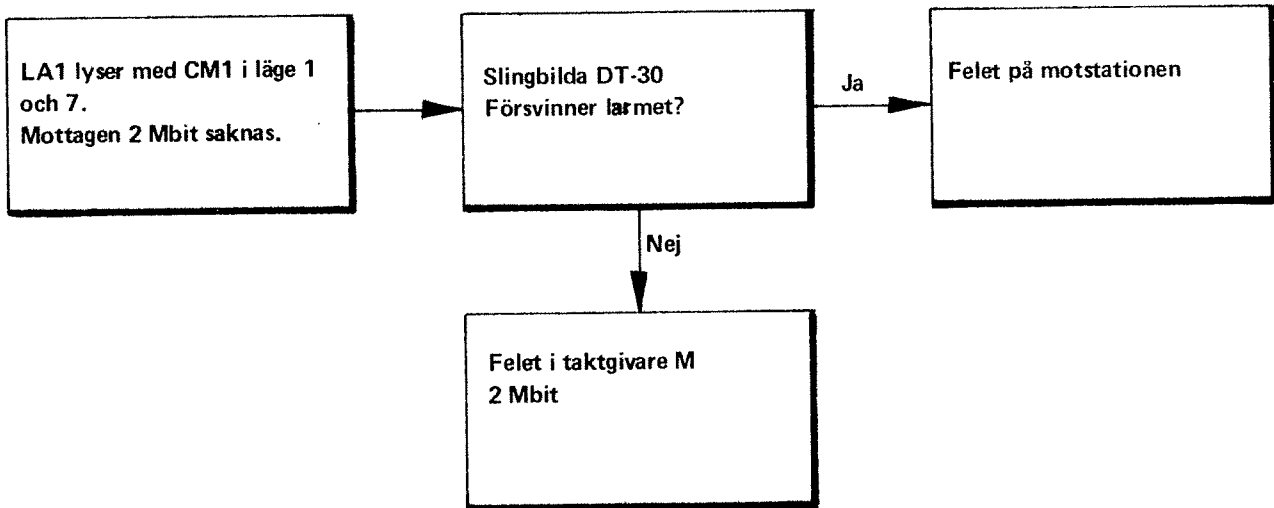 LA1 lyser med CM1 i läge 1
och 7.
Mottagen 2 Mbit saknas.
Slingbilda DT-30
Försvinner larmet?
Ja
Felet på motstationen
Nej
Felet i taktgivare M
2 Mbit